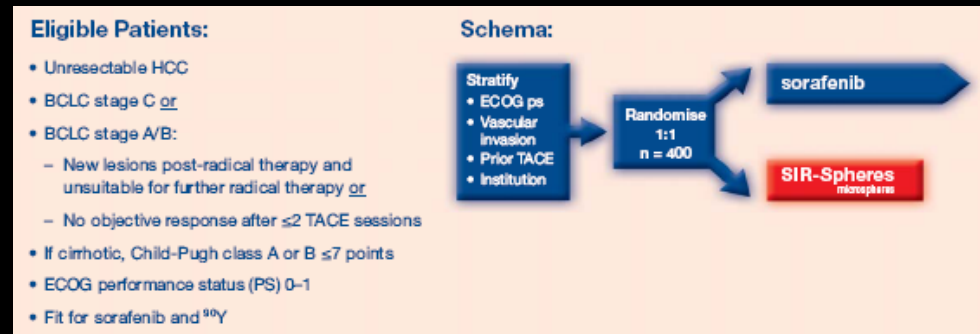 Eligible Patients:
• Unresectable HCC
• BCLC stage C or
• BCLC stage A/B:
– New lesions post-radical therapy and
unsuitable for further radical therapy or
– No objective response after ≤2 TACE sessions
• If cirrhotic, Child-Pugh class A or B ≤7 points
• ECOG performance status (PS) 0–1
• Fit for sorafenib and ⁹⁰Y
Schema:
Stratify
• ECOG ps
• Vascular
invasion
• Prior TACE
• Institution
Randomise
1:1
n = 400
sorafenib
SIR-Spheres
microspheres